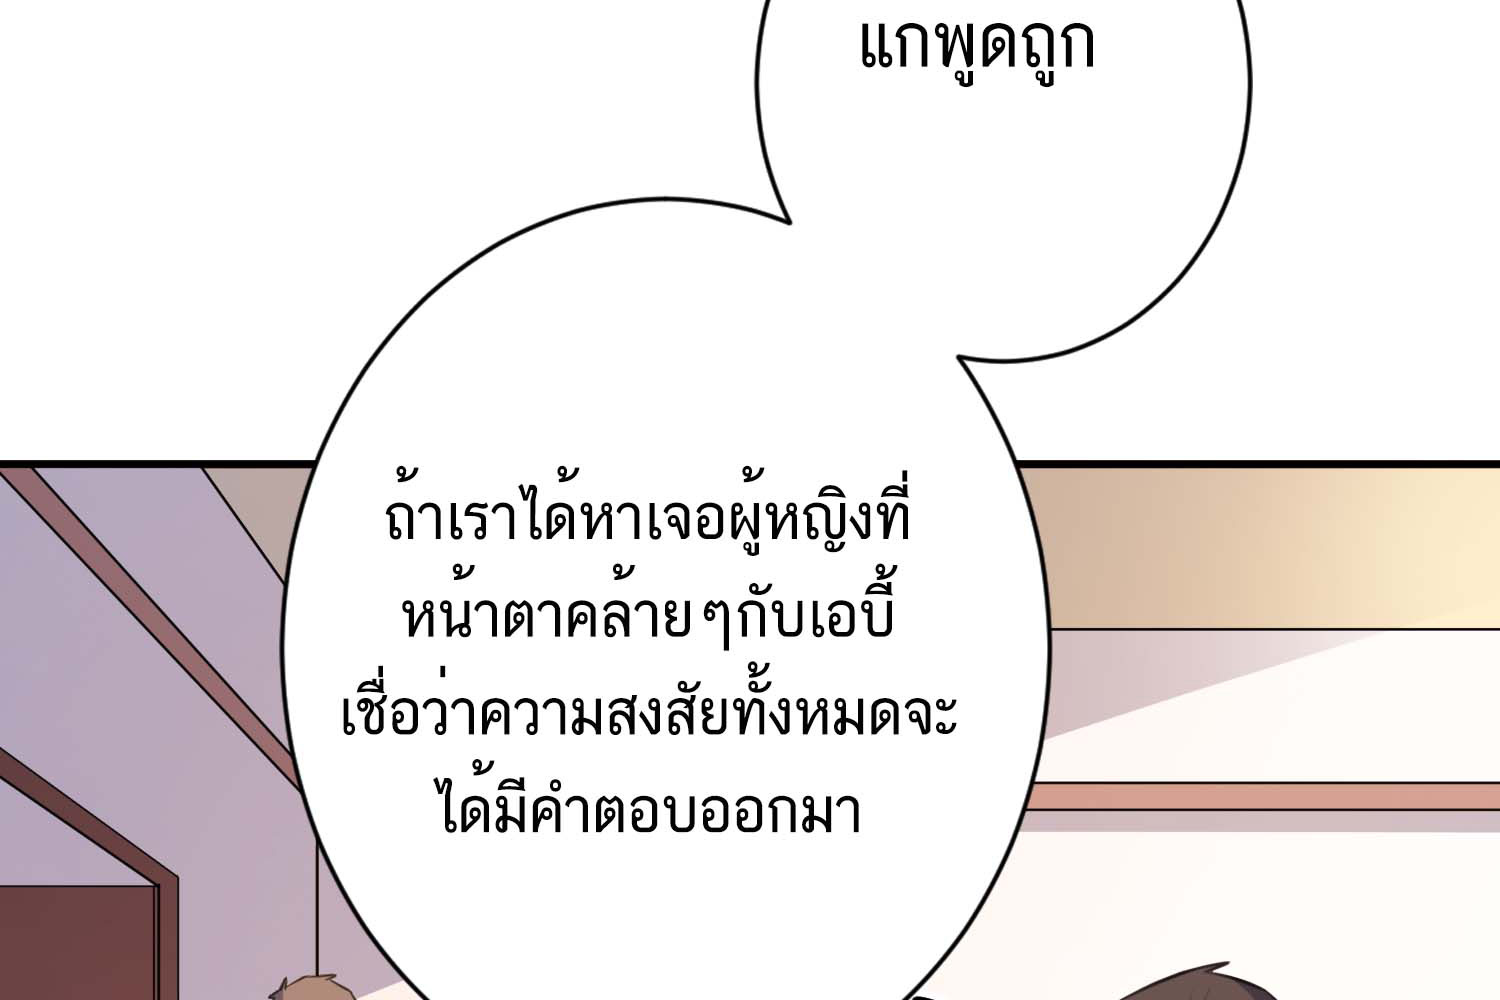 แกพูดถูก
ถ้าเราได้หาเจอผู้หญิงที่
หน้าตาคล้ายๆกับเอบี้
เชื่อว่าความสงสัยทั้งหมดจะ
ได้มีคำตอบออกมา